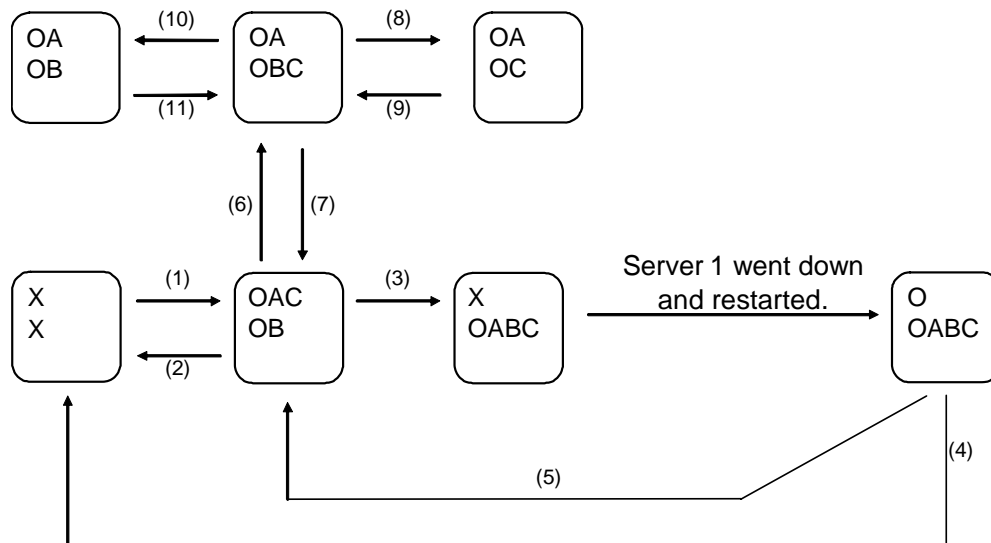 (10)
(8)
OA
OB
OA
OBC
OA
OC
(11)
(9)
(6)
(7)
(1)
(3)
Server 1 went down
and restarted.
X
X
OAC
OB
X
OABC
O
OABC
(2)
(4)
(5)